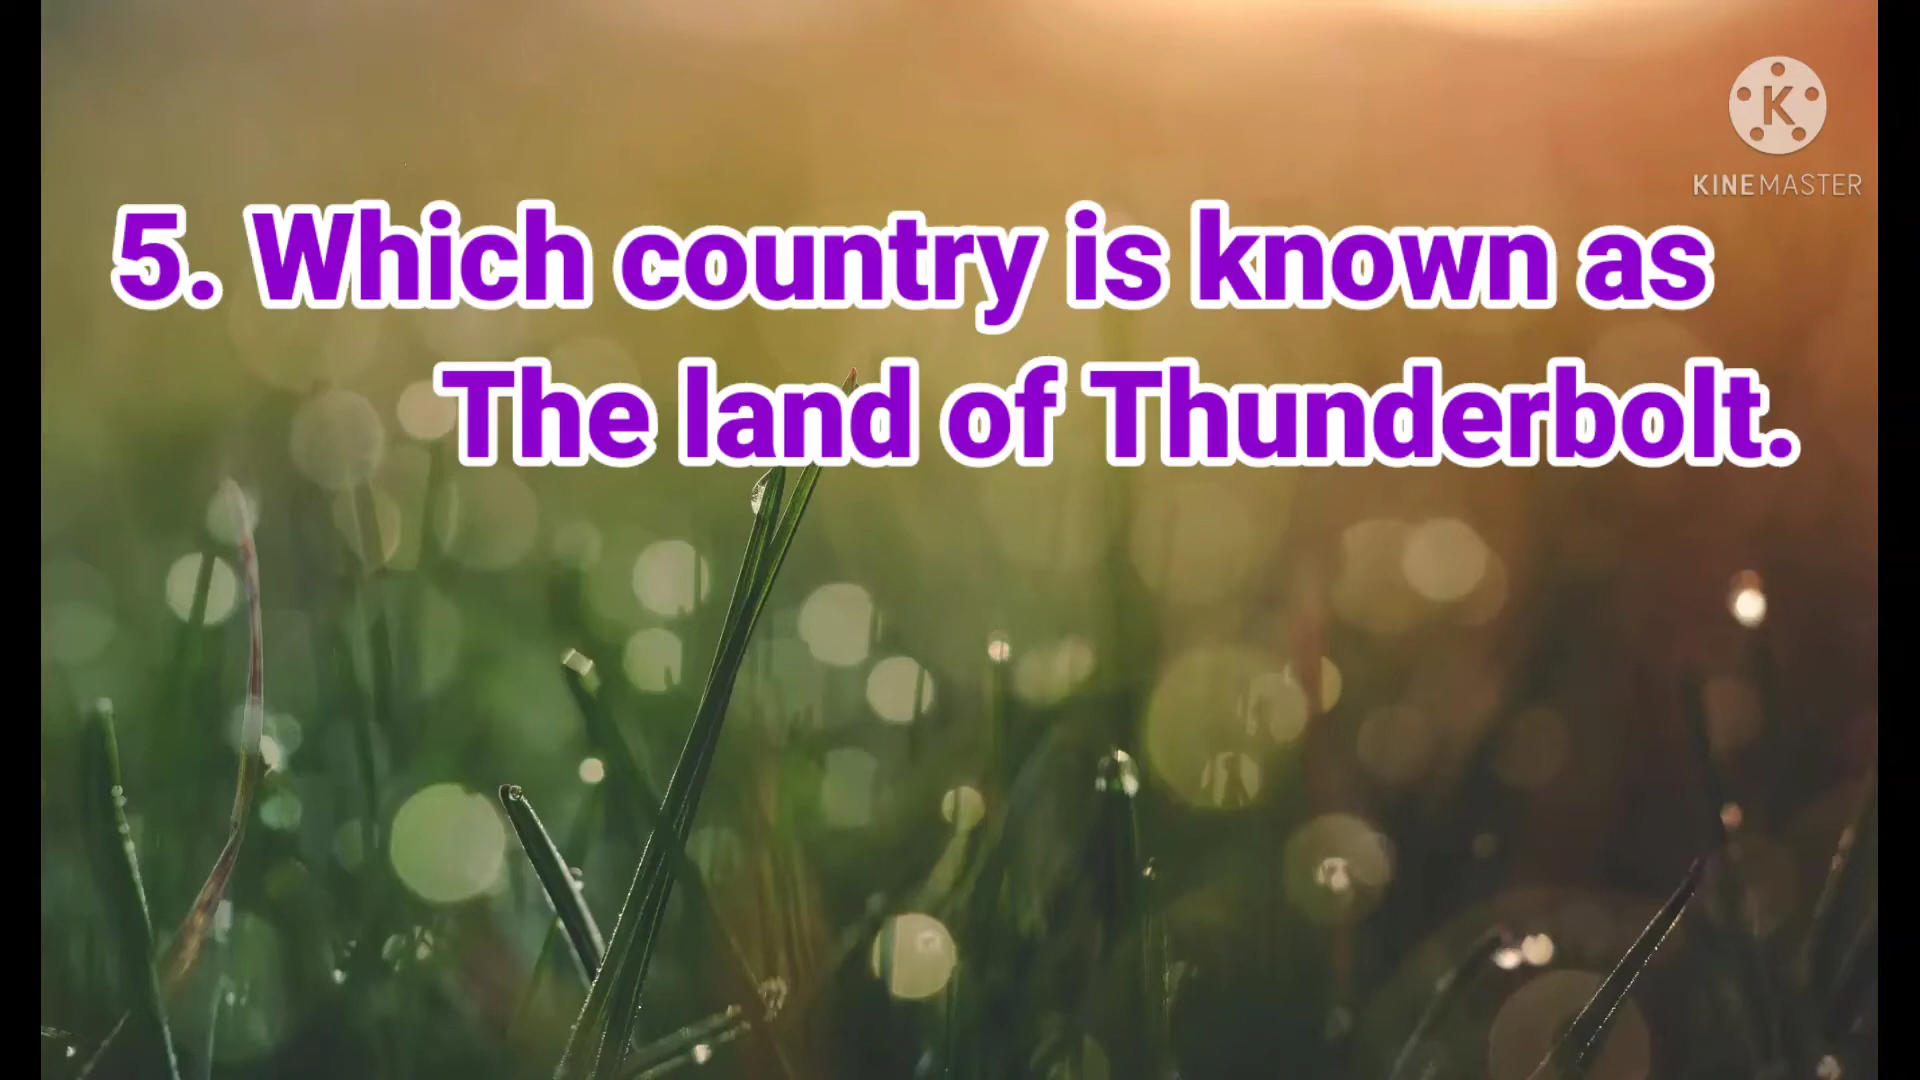 KINEMASTER
5. Which country is known as
The land of Thunderbolt.